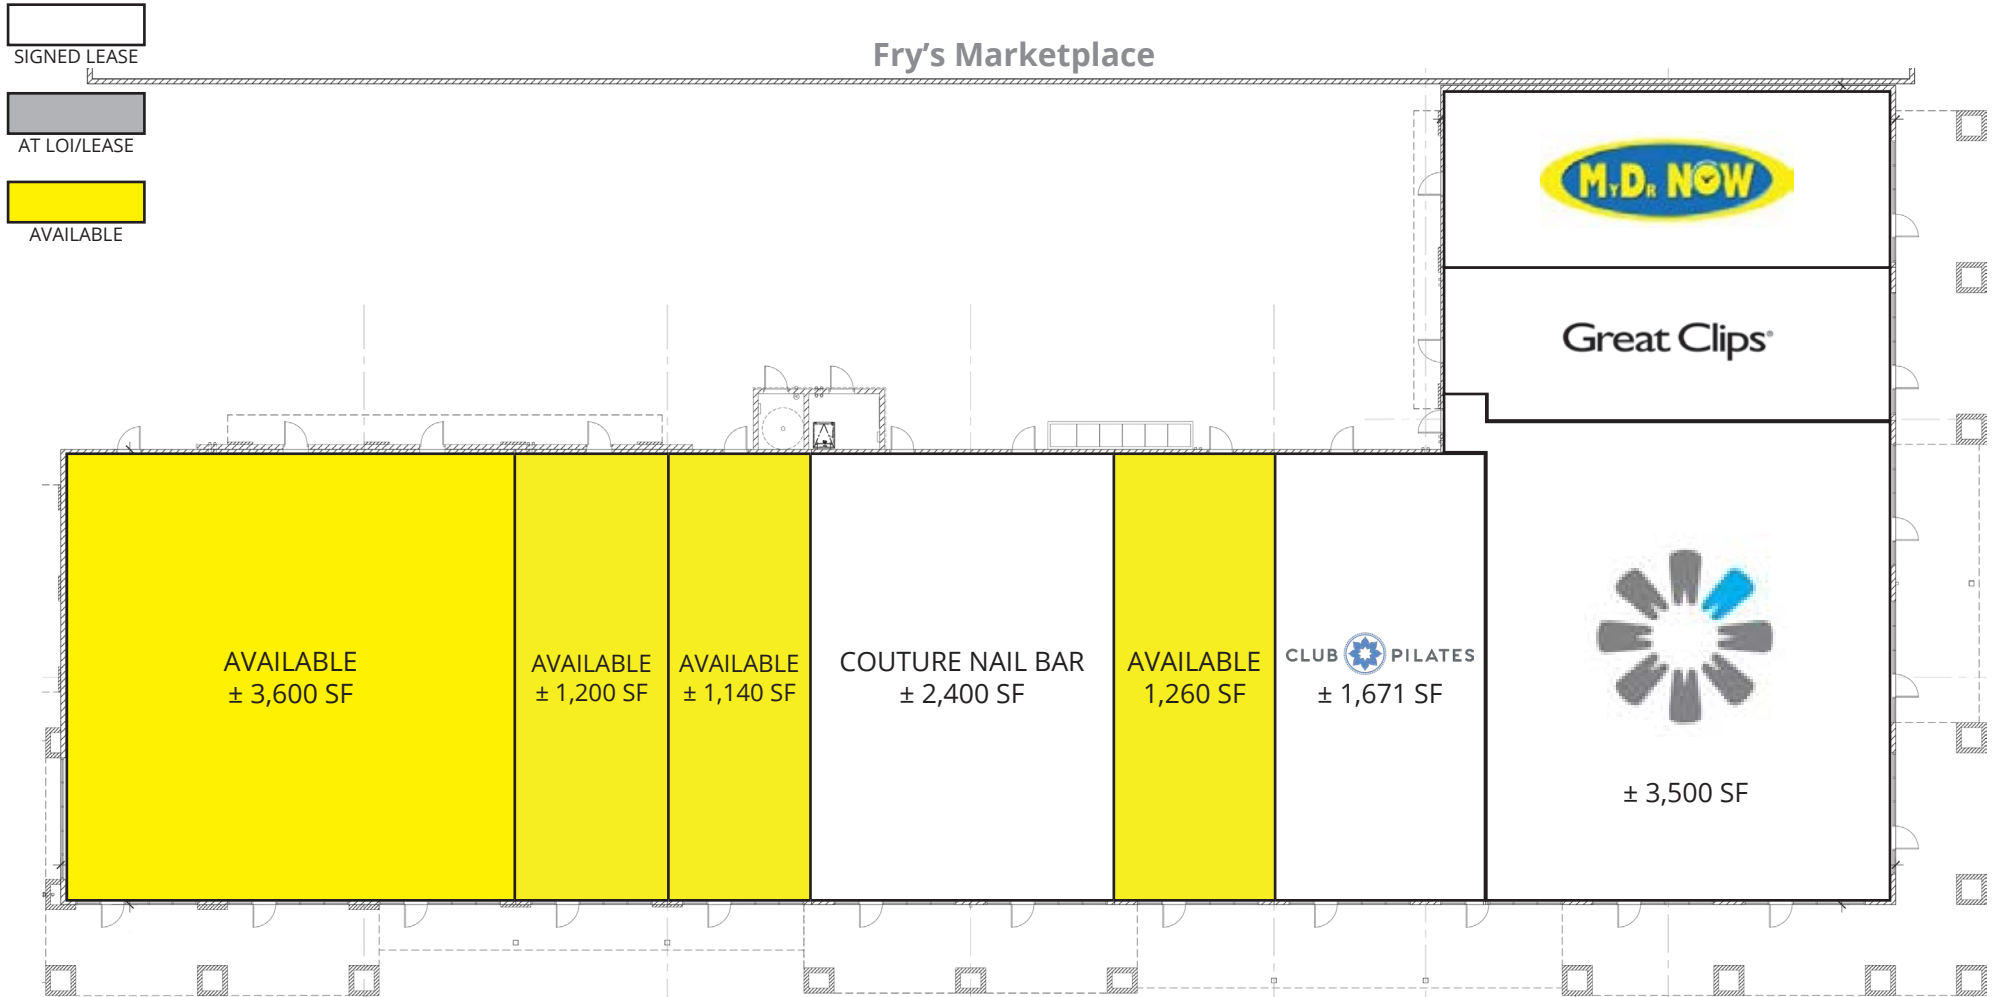 SIGNED LEASE
AT LOI/LEASE
AVAILABLE
Fry's Marketplace
MYDR NOW
Great Clips®
AVAILABLE
± 3,600 SF
AVAILABLE
± 1,200 SF
AVAILABLE
± 1,140 SF
COUTURE NAIL BAR
± 2,400 SF
AVAILABLE
1,260 SF
CLUB PILATES
± 1,671 SF
± 3,500 SF